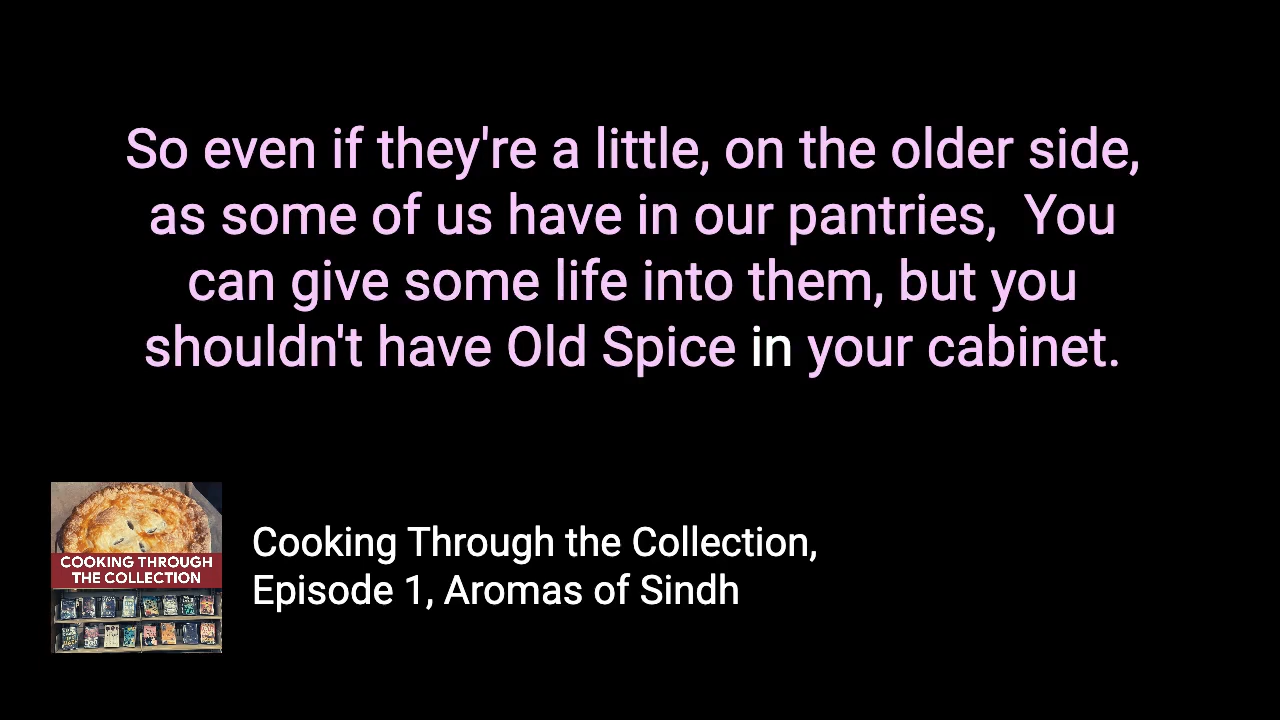 So even if they're a little, on the older side,
as some of us have in our pantries,  You
can give some life into them, but you
shouldn't have Old Spice in your cabinet.
COOKING THROUGH
THE COLLECTION
Cooking Through the Collection,
Episode 1, Aromas of Sindh